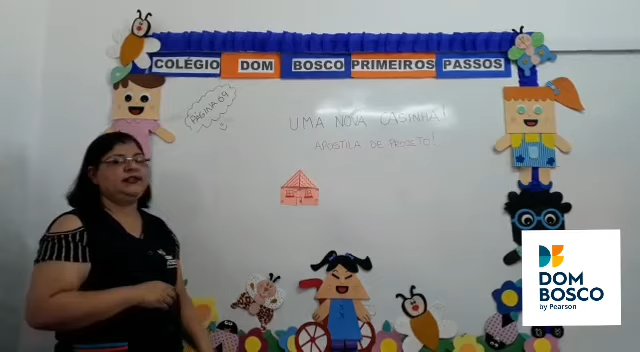 COLÉGIO DOM BOSCO PRIMEIROS PASSOS
PÁGINA 09
UMA NOVA CASINHA!
APOSTILA DE PROJETO!
DOM
BOSCO
by Pearson